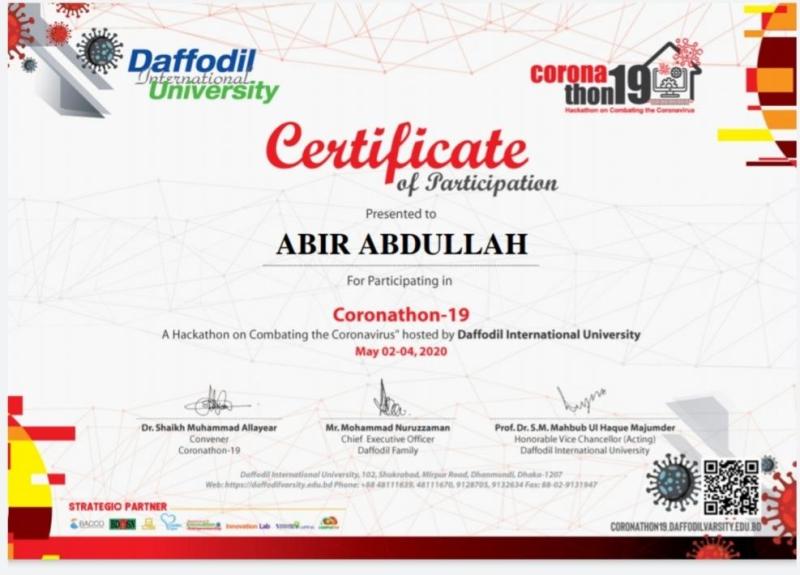 Daffodil
International
University
corona
thon19
Hackathon on Combating the Coronavirus
Certificate
of Participation
Presented to
ABIR ABDULLAH
For Participating in
Coronathon-19
A Hackathon on Combating the Coronavirus" hosted by Daffodil International University
May 02-04, 2020
Dr. Shaikh Muhammad Allayear
Convener
Coronathon-19
Mr. Mohammad Nuruzzaman
Chief Executive Officer
Daffodil Family
Prof. Dr. S.M. Mahbub Ul Haque Majumder
Honorable Vice Chancellor (Acting)
Daffodil International University
Daffodil International University, 102, Shukrabad, Mirpur Road, Dhanmondi, Dhaka-1207
Web: https://daffodilvarsity.edu.bd Phone: +88 48111639, 48111670, 9128705, 9132634 Fax: 88-02-9131947
STRATEGIC PARTNER
BACCO
Innovation Lab
CORONATHON19.DAFFODILVARSITY.EDU.BD